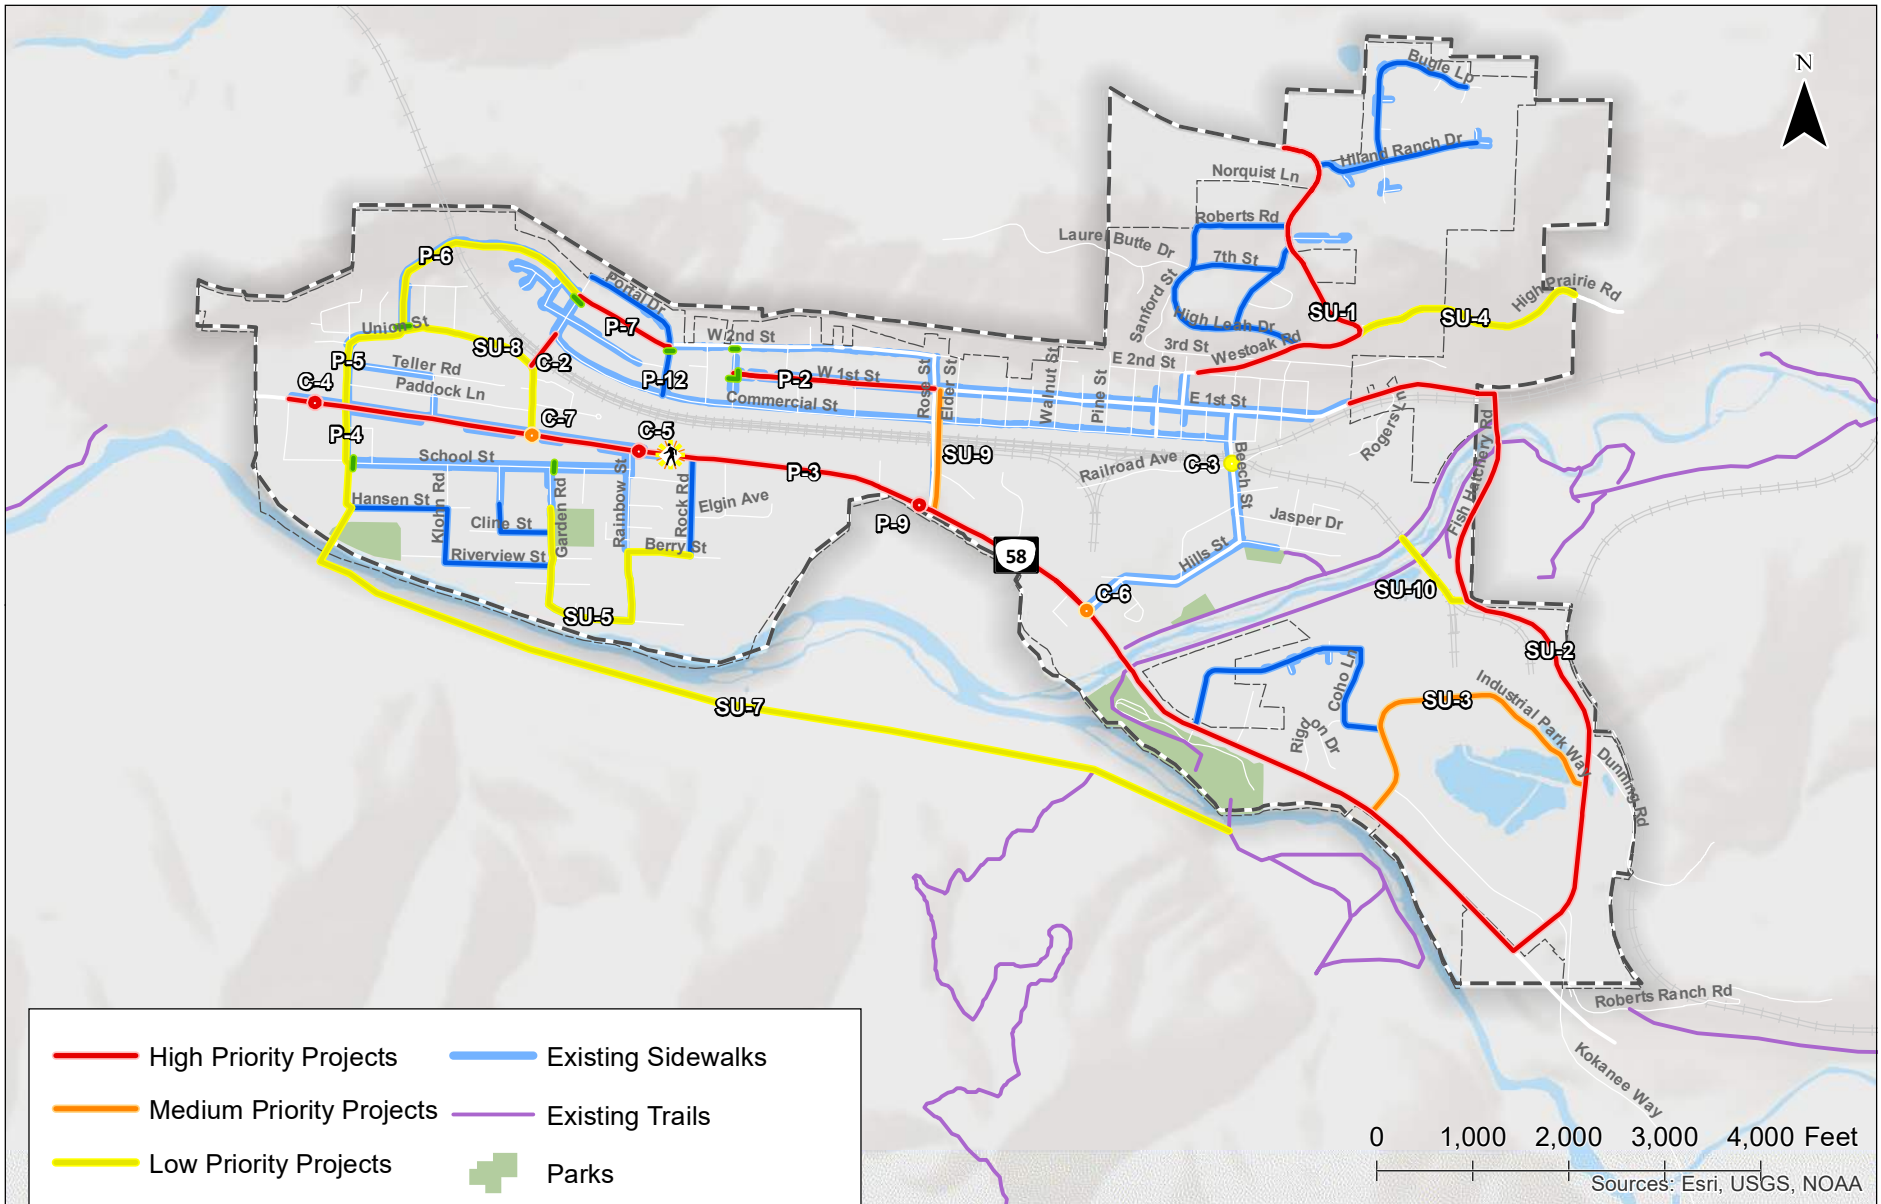 N
Bugle Lp
Hiland Ranch Dr
Norquist Ln
Roberts Rd
Laurel Butte Dr
7th St
Sanford St
High Leah Dr
High Prairie Rd
SU-1
SU-4
3rd St
Westoak Rd
E 2nd St
P-6
Portal Dr
P-7
Union St
W 2nd St
SU-8
C-2
P-5
Teller Rd
Paddock Ln
C-4
P-12
P-2
W 1st St
Commercial St
Rose St
Elder St
Walnut St
Pine St
E 1st St
Rogers Ln
C-7
C-5
P-4
School St
P-3
SU-9
Railroad Ave
C-3
Beech St
Fish Hatchery Rd
Hansen St
Klohn Rd
Cline St
Garden Rd
Rainbow St
Rock Rd
Elgin Ave
P-9
Jasper Dr
Riverview St
Berry St
58
Hills St
C-6
SU-10
SU-5
SU-2
SU-7
Coho Ln
Rigdon Dr
SU-3
Industrial Park Way
Dunning Rd
Roberts Ranch Rd
Kokanee Way
High Priority Projects
Existing Sidewalks
Medium Priority Projects
Existing Trails
Low Priority Projects
Parks
0 1,000 2,000 3,000 4,000 Feet
Sources: Esri, USGS, NOAA